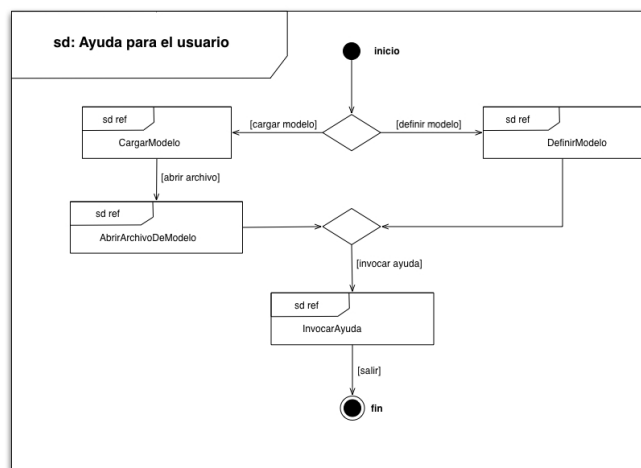 sd: Ayuda para el usuario
inicio
sd ref
CargarModelo
[cargar modelo]
[definir modelo]
sd ref
DefinirModelo
[abrir archivo]
sd ref
AbrirArchivoDeModelo
[invocar ayuda]
sd ref
InvocarAyuda
[salir]
fin